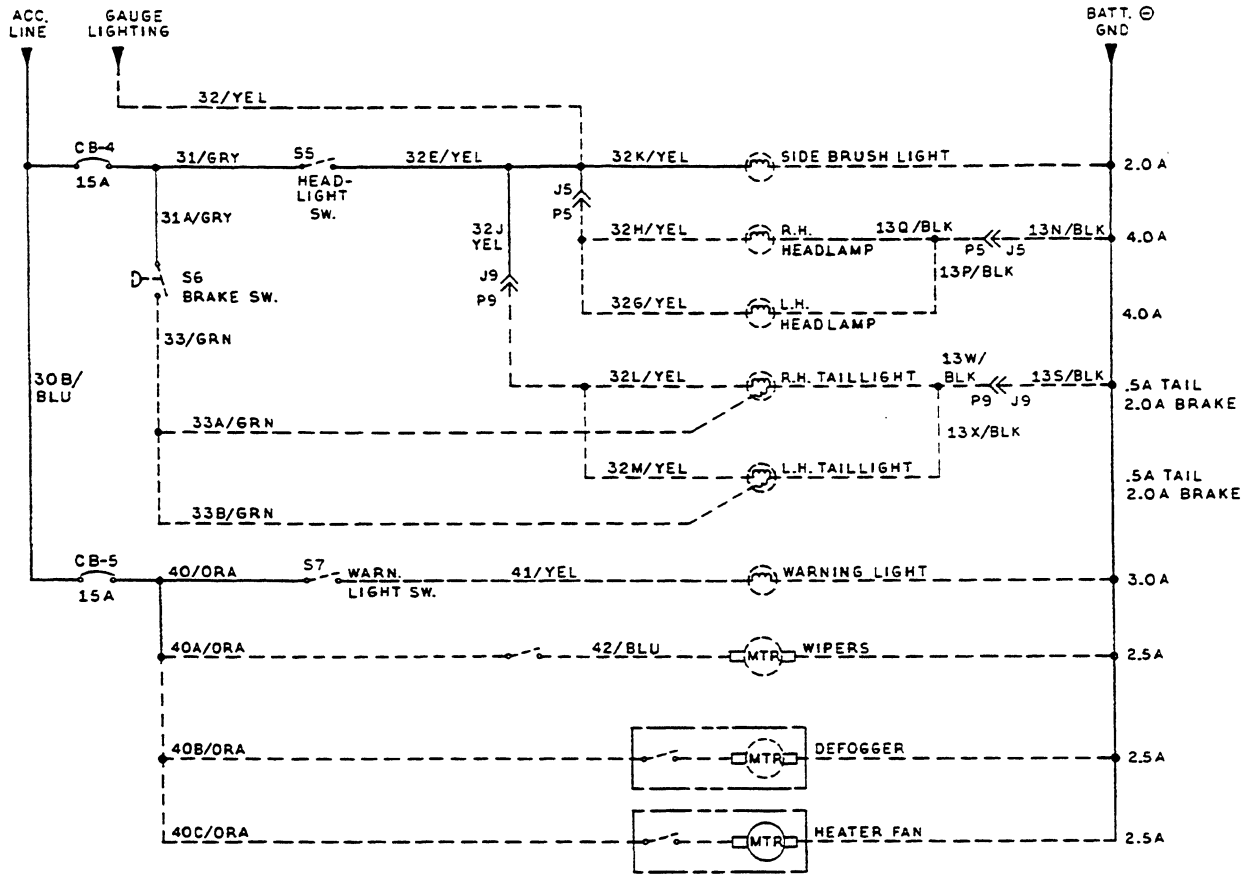 ACC.
LINE
GAUGE
LIGHTING
BATT. ⊖
GND
32/YEL
CB-4
15A
31/GRY
S5
HEAD-
LIGHT
SW.
32E/YEL
32K/YEL
SIDE BRUSH LIGHT
2.0 A
31A/GRY
J5
P5
32J
YEL
32H/YEL
R.H.
HEADLAMP
13Q/BLK
P5
J5
13N/BLK
4.0 A
13P/BLK
S6
BRAKE SW.
J9
P9
32G/YEL
L.H.
HEADLAMP
4.0 A
33/GRN
30B/
BLU
32L/YEL
R.H. TAILLIGHT
13W/
BLK
P9
J9
13S/BLK
.5A TAIL
2.0 A BRAKE
33A/GRN
13X/BLK
32M/YEL
L.H. TAILLIGHT
.5A TAIL
2.0 A BRAKE
33B/GRN
CB-5
15A
40/ORA
S7
WARN.
LIGHT SW.
41/YEL
WARNING LIGHT
3.0 A
40A/ORA
42/BLU
MTR
WIPERS
2.5 A
40B/ORA
MTR
DEFOGGER
2.5 A
40C/ORA
MTR
HEATER FAN
2.5 A